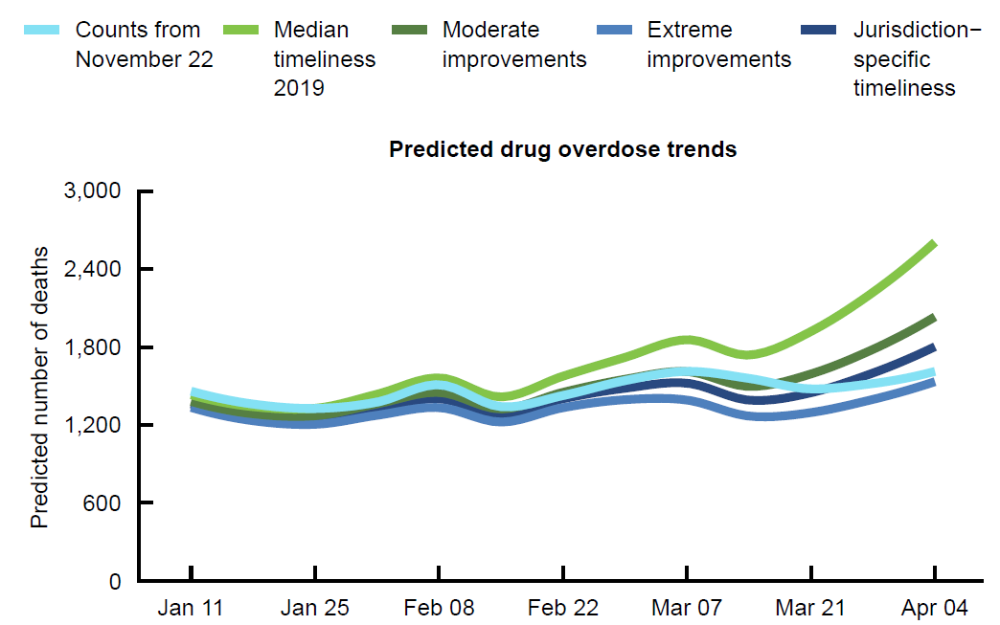 Counts from November 22
Median timeliness 2019
Moderate improvements
Extreme improvements
Jurisdiction− specific timeliness
Predicted drug overdose trends
Predicted number of deaths
3,000
2,400
1,800
1,200
600
0
Jan 11 Jan 25 Feb 08 Feb 22 Mar 07 Mar 21 Apr 04